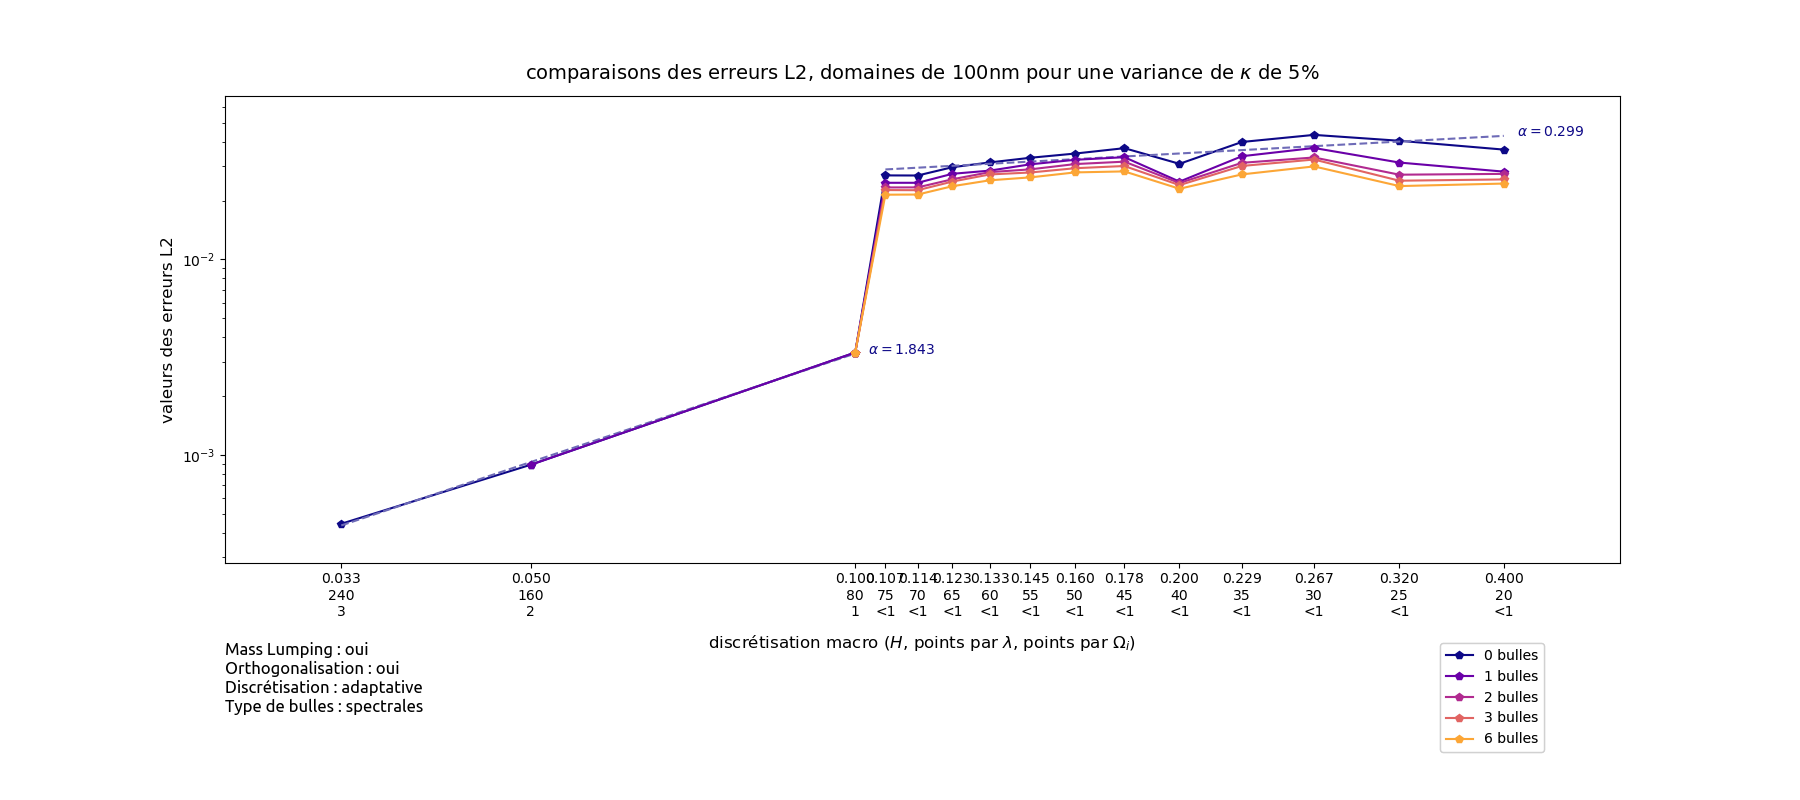 comparaisons des erreurs L2, domaines de 100nm pour une variance de κ de 5%
valeurs des erreurs L2
10⁻²
10⁻³
α = 0.299
α = 1.843
0.033 0.050 0.100 0.107 0.114 0.123 0.133 0.145 0.160 0.178 0.200 0.229 0.267 0.320 0.400
240 160 80 75 70 65 60 55 50 45 40 35 30 25 20
3 2 1 <1 <1 <1 <1 <1 <1 <1 <1 <1 <1 <1 <1
discrétisation macro (H, points par λ, points par Ωᵢ)
Mass Lumping : oui
Orthogonalisation : oui
Discrétisation : adaptative
Type de bulles : spectrales
0 bulles
1 bulles
2 bulles
3 bulles
6 bulles